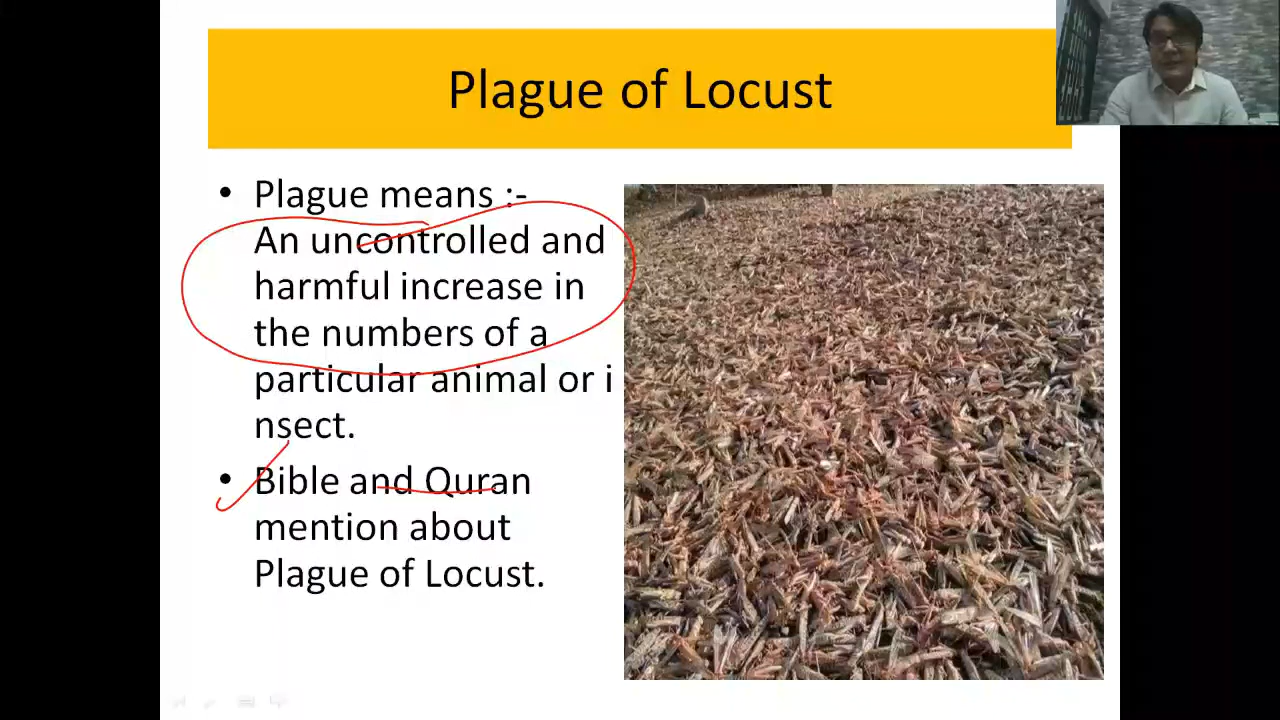 Plague of Locust
• Plague means :-
An uncontrolled and
harmful increase in
the numbers of a
particular animal or i
nsect.
• Bible and Quran
mention about
Plague of Locust.